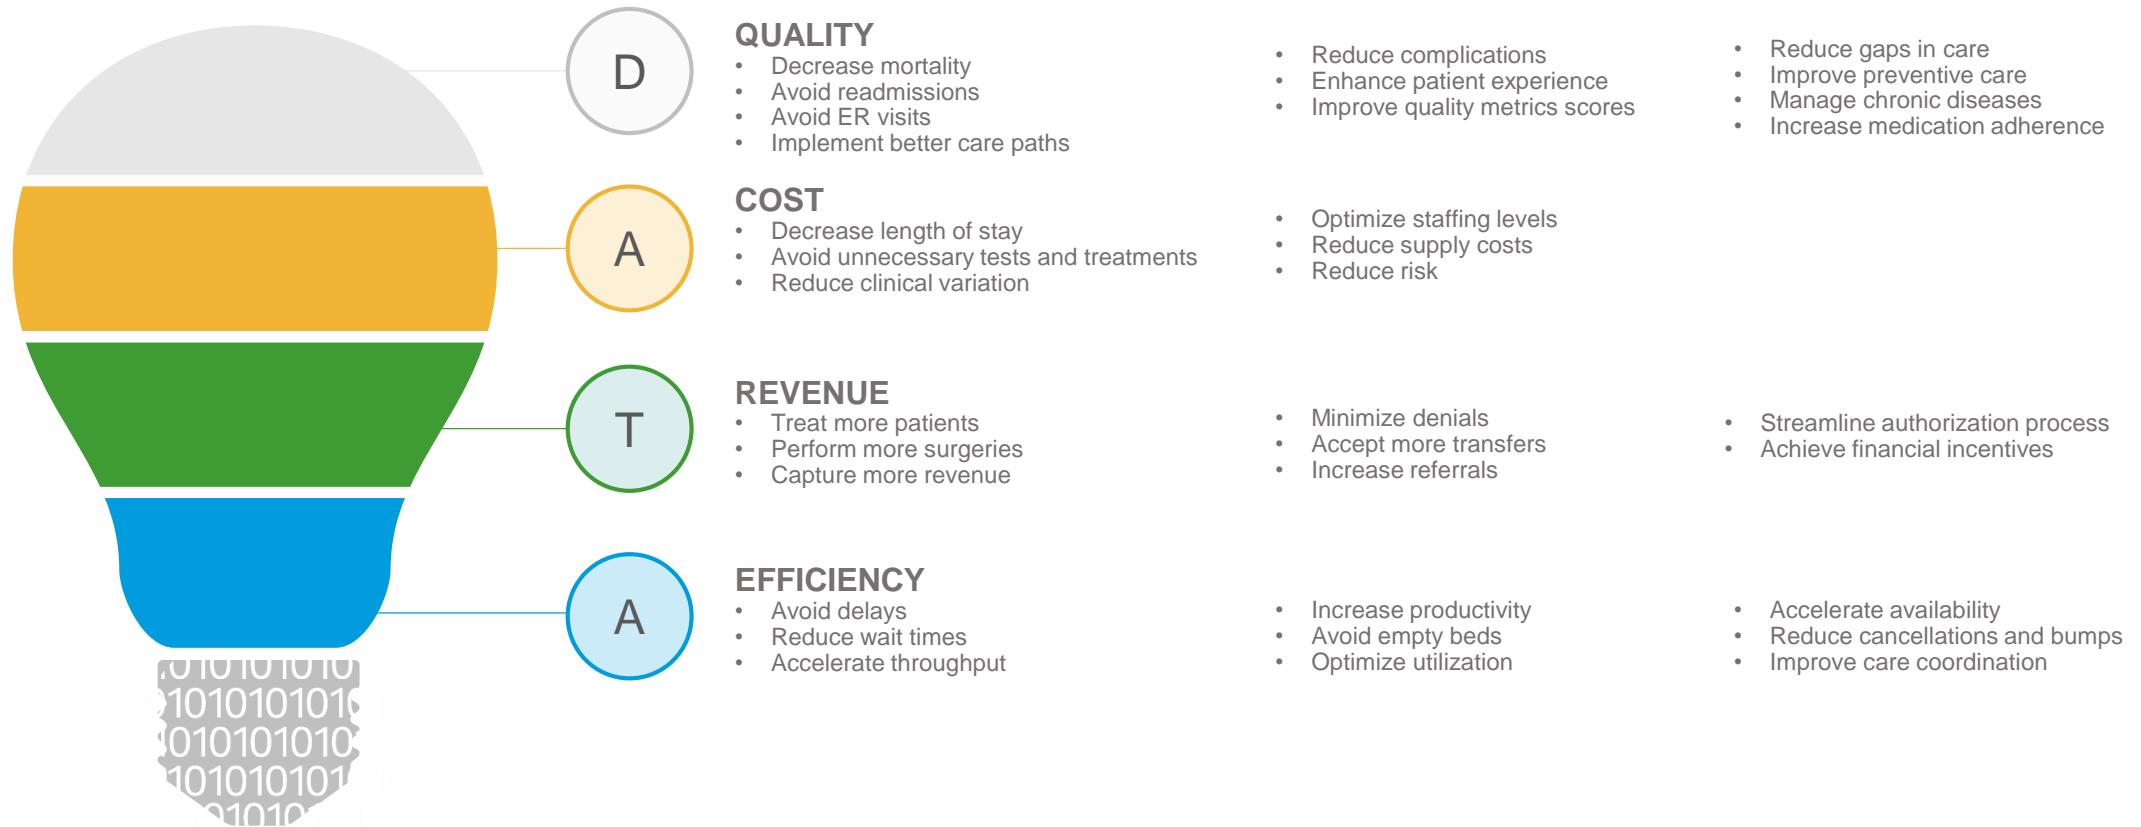 D
QUALITY
• Decrease mortality
• Avoid readmissions
• Avoid ER visits
• Implement better care paths
• Reduce complications
• Enhance patient experience
• Improve quality metrics scores
• Reduce gaps in care
• Improve preventive care
• Manage chronic diseases
• Increase medication adherence
A
COST
• Decrease length of stay
• Avoid unnecessary tests and treatments
• Reduce clinical variation
• Optimize staffing levels
• Reduce supply costs
• Reduce risk
T
REVENUE
• Treat more patients
• Perform more surgeries
• Capture more revenue
• Minimize denials
• Accept more transfers
• Increase referrals
• Streamline authorization process
• Achieve financial incentives
A
EFFICIENCY
• Avoid delays
• Reduce wait times
• Accelerate throughput
• Increase productivity
• Avoid empty beds
• Optimize utilization
• Accelerate availability
• Reduce cancellations and bumps
• Improve care coordination